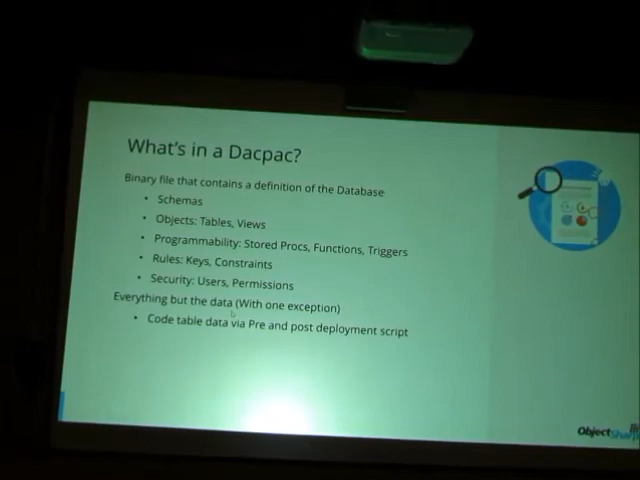 What's in a Dacpac?
Binary file that contains a definition of the Database
• Schemas
• Objects: Tables, Views
• Programmability: Stored Procs, Functions, Triggers
• Rules: Keys, Constraints
• Security: Users, Permissions
Everything but the data (With one exception)
• Code table data via Pre and post deployment script
ObjectSharp